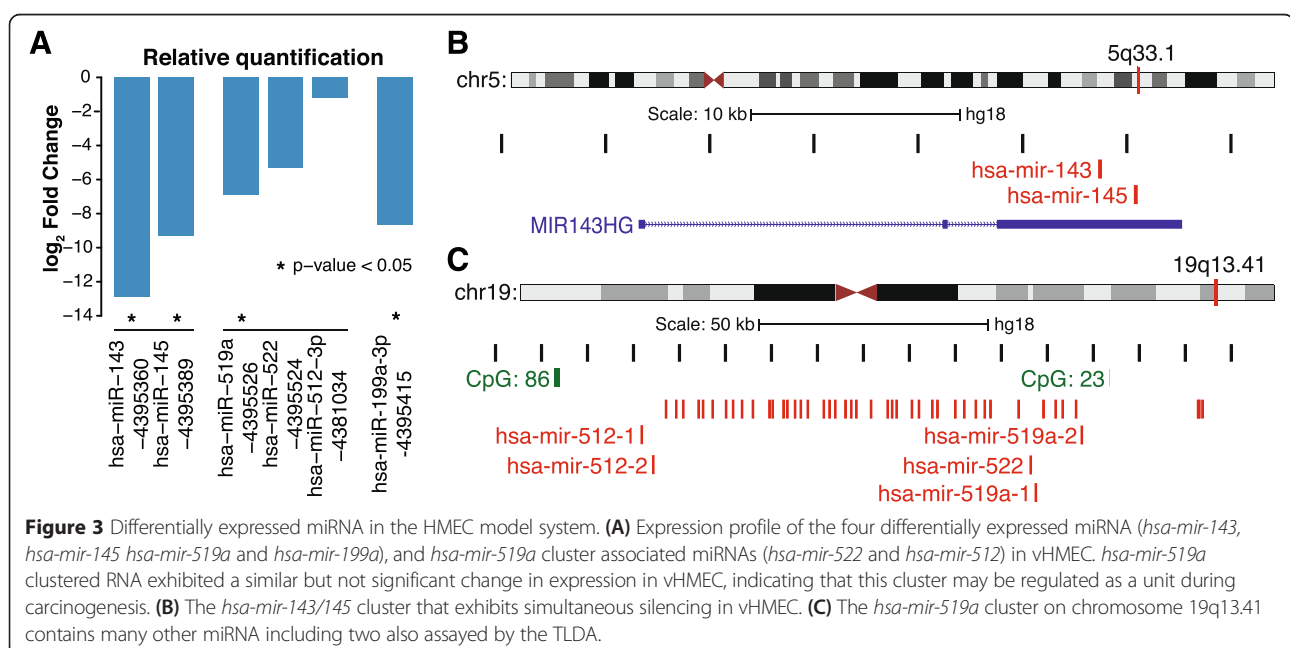 A
Relative quantification
0
−2
−4
−6
−8
−10
−12
−14
log2 Fold Change
* p−value < 0.05
*
*
*
*
hsa−miR−143
−4395360
hsa−miR−145
−4395389
hsa−miR−519a
−4395526
hsa−miR−522
−4395524
hsa−miR−512−3p
−4381034
hsa-miR-199a-3p
-4395415
B
5q33.1
chr5:
Scale: 10 kb
hg18
hsa-mir-143
hsa-mir-145
MIR143HG
C
19q13.41
chr19:
Scale: 50 kb
hg18
CpG: 86
CpG: 23
hsa-mir-512-1
hsa-mir-519a-2
hsa-mir-512-2
hsa-mir-522
hsa-mir-519a-1
Figure 3 Differentially expressed miRNA in the HMEC model system. (A) Expression profile of the four differentially expressed miRNA (hsa-mir-143,
hsa-mir-145 hsa-mir-519a and hsa-mir-199a), and hsa-mir-519a cluster associated miRNAs (hsa-mir-522 and hsa-mir-512) in vHMEC. hsa-mir-519a
clustered RNA exhibited a similar but not significant change in expression in vHMEC, indicating that this cluster may be regulated as a unit during
carcinogenesis. (B) The hsa-mir-143/145 cluster that exhibits simultaneous silencing in vHMEC. (C) The hsa-mir-519a cluster on chromosome 19q13.41
contains many other miRNA including two also assayed by the TLDA.